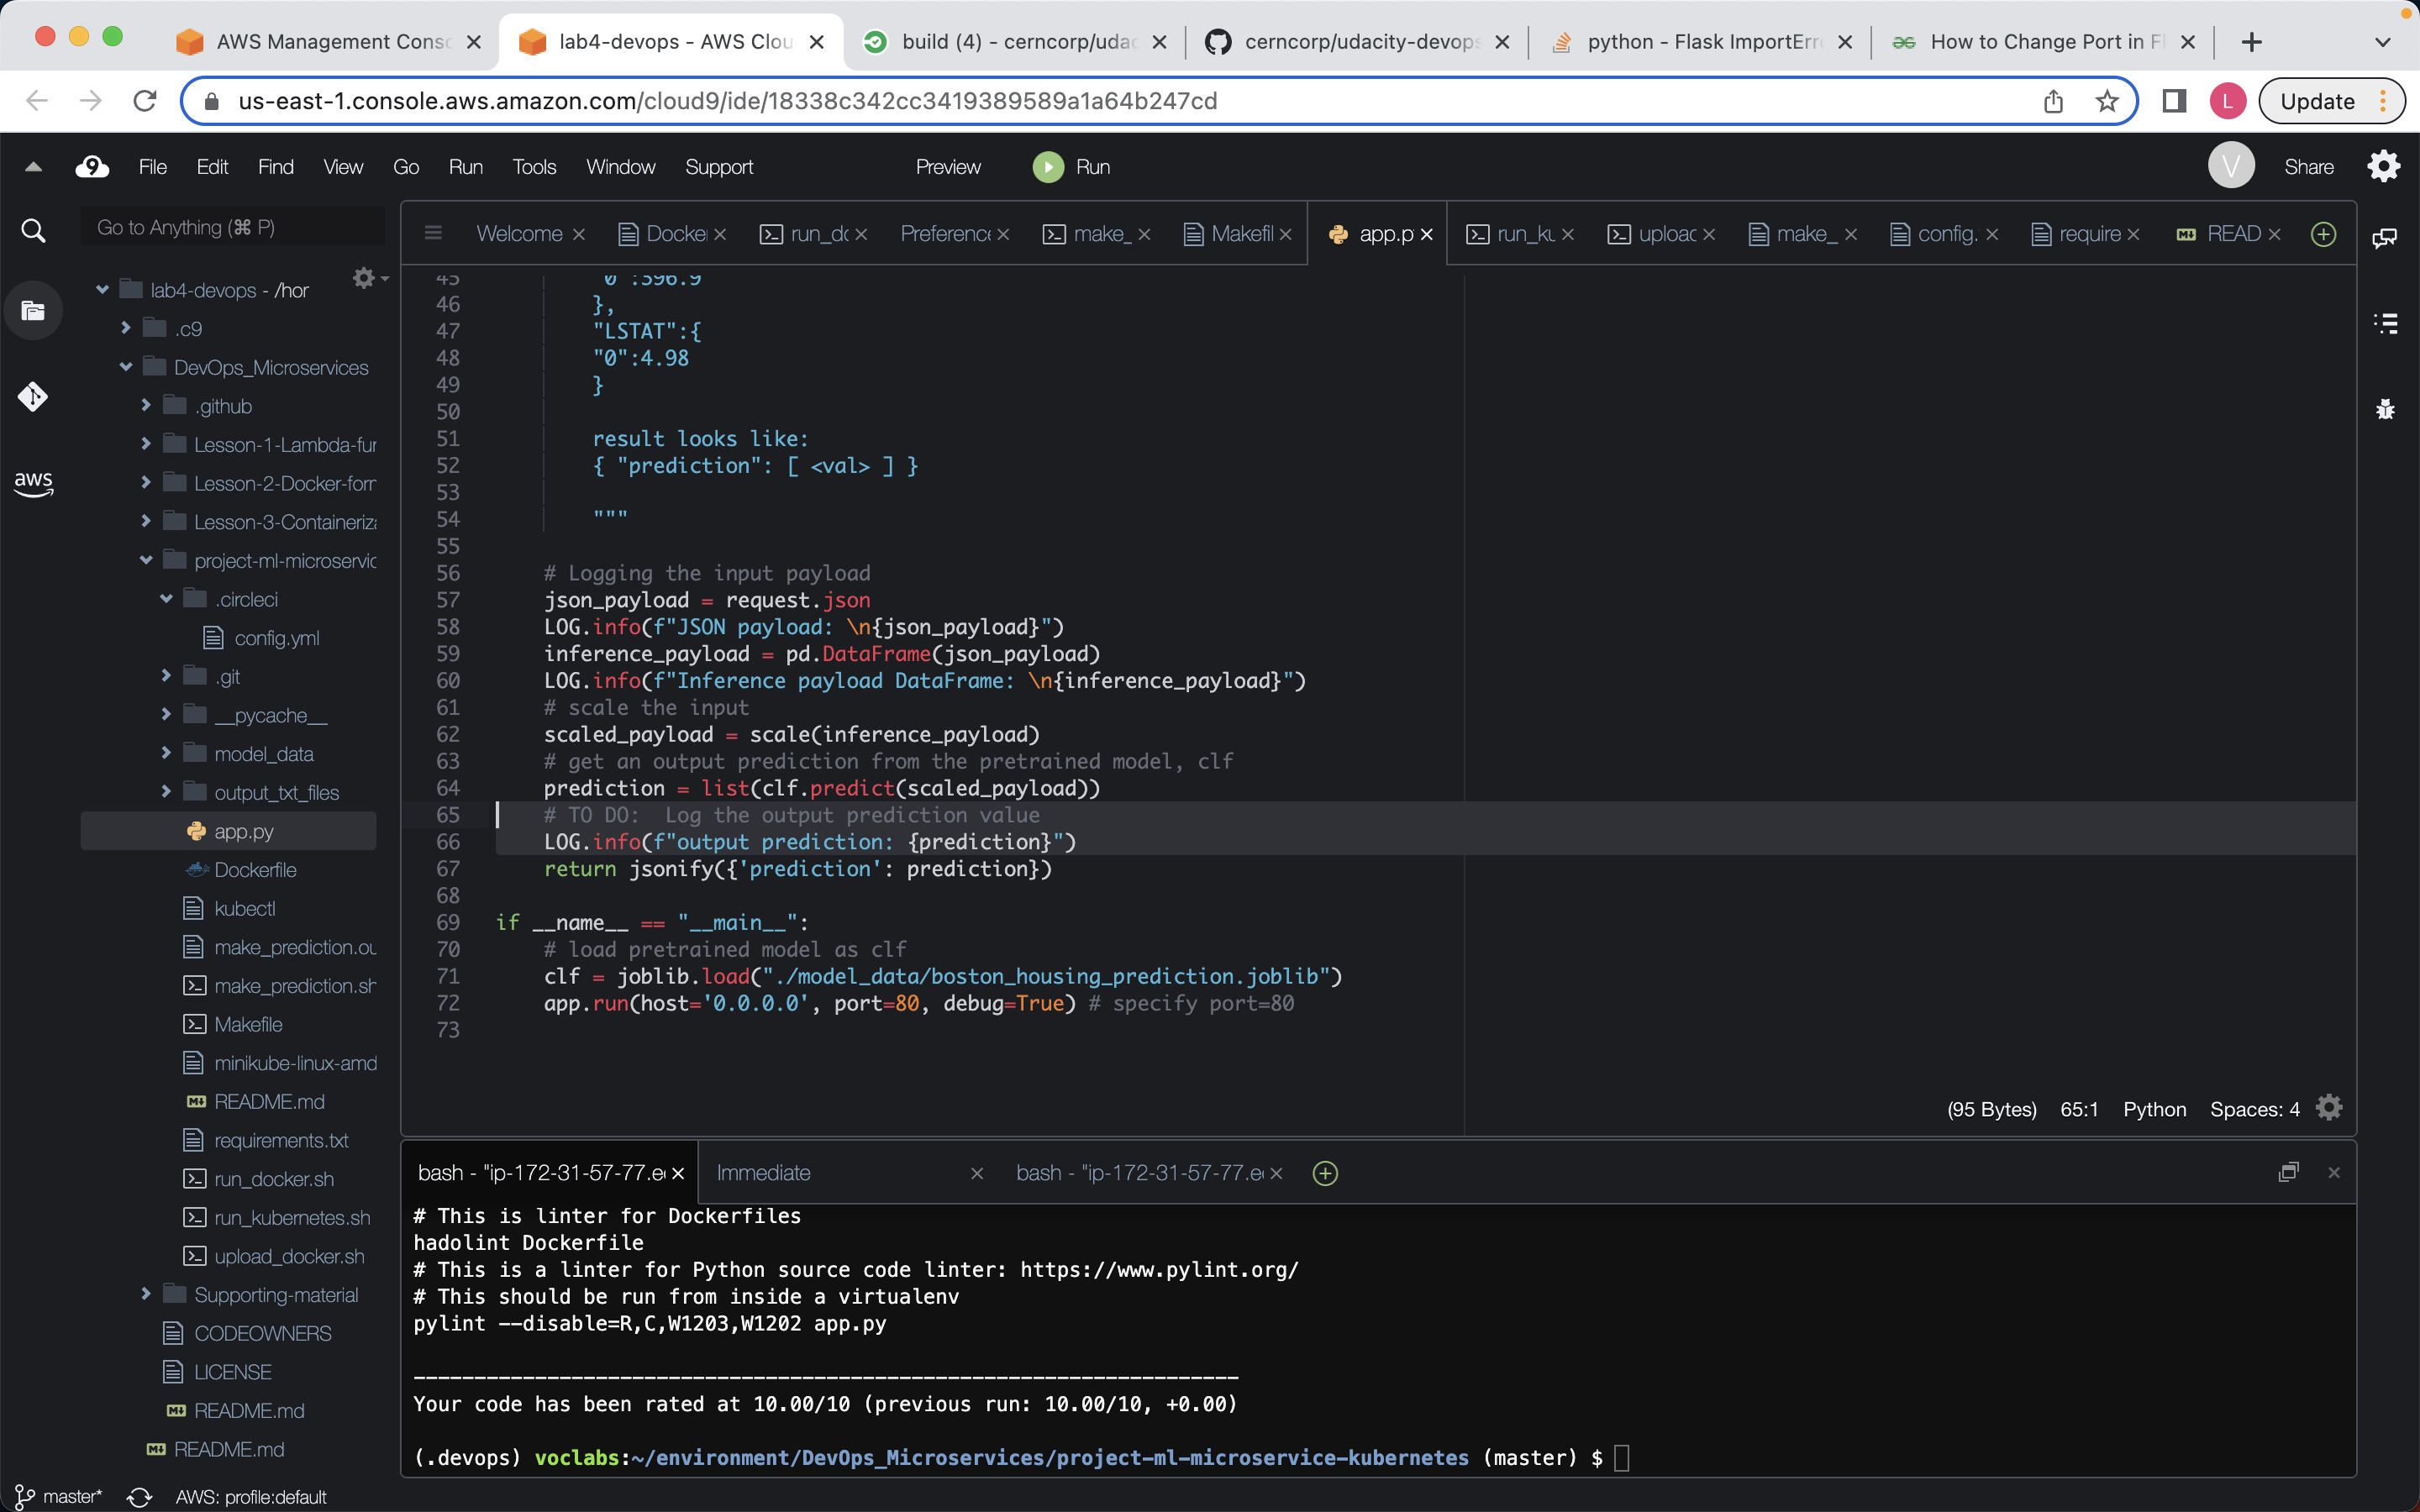 AWS Management Conso
lab4-devops - AWS Clou
build (4) - cerncorp/udac
cerncorp/udacity-devops
python - Flask ImportErro
How to Change Port in Fl
us-east-1.console.aws.amazon.com/cloud9/ide/18338c342cc3419389589a1a64b247cd
L
Update
9
File Edit Find View Go Run Tools Window Support Preview Run
V
Share
Go to Anything (⌘ P)
Welcome
Docker
run_do
Preference
make_
Makefil
app.p
run_ku
upload
make_
config.
require
READ
lab4-devops - /hor
.c9
DevOps_Microservices
.github
Lesson-1-Lambda-fur
Lesson-2-Docker-forn
Lesson-3-Containeriza
project-ml-microservic
.circleci
config.yml
.git
__pycache__
model_data
output_txt_files
app.py
Dockerfile
kubectl
make_prediction.ou
make_prediction.sh
Makefile
minikube-linux-amd
README.md
requirements.txt
run_docker.sh
run_kubernetes.sh
upload_docker.sh
Supporting-material
CODEOWNERS
LICENSE
README.md
README.md
aws
45 "0":396.9
46 },
47 "LSTAT":{
48 "0":4.98
49 }
50
51 result looks like:
52 { "prediction": [ <val> ] }
53
54 """
55
56 # Logging the input payload
57 json_payload = request.json
58 LOG.info(f"JSON payload: \n{json_payload}")
59 inference_payload = pd.DataFrame(json_payload)
60 LOG.info(f"Inference payload DataFrame: \n{inference_payload}")
61 # scale the input
62 scaled_payload = scale(inference_payload)
63 # get an output prediction from the pretrained model, clf
64 prediction = list(clf.predict(scaled_payload))
65 # TO DO:  Log the output prediction value
66 LOG.info(f"output prediction: {prediction}")
67 return jsonify({'prediction': prediction})
68
69 if __name__ == "__main__":
70 # load pretrained model as clf
71 clf = joblib.load("./model_data/boston_housing_prediction.joblib")
72 app.run(host='0.0.0.0', port=80, debug=True) # specify port=80
73
(95 Bytes) 65:1 Python Spaces: 4
bash - "ip-172-31-57-77.ec
Immediate
bash - "ip-172-31-57-77.ec
# This is linter for Dockerfiles
hadolint Dockerfile
# This is a linter for Python source code linter: https://www.pylint.org/
# This should be run from inside a virtualenv
pylint --disable=R,C,W1203,W1202 app.py
--------------------------------------------------------------------
Your code has been rated at 10.00/10 (previous run: 10.00/10, +0.00)
(.devops) voclabs:~/environment/DevOps_Microservices/project-ml-microservice-kubernetes (master) $
master* AWS: profile:default